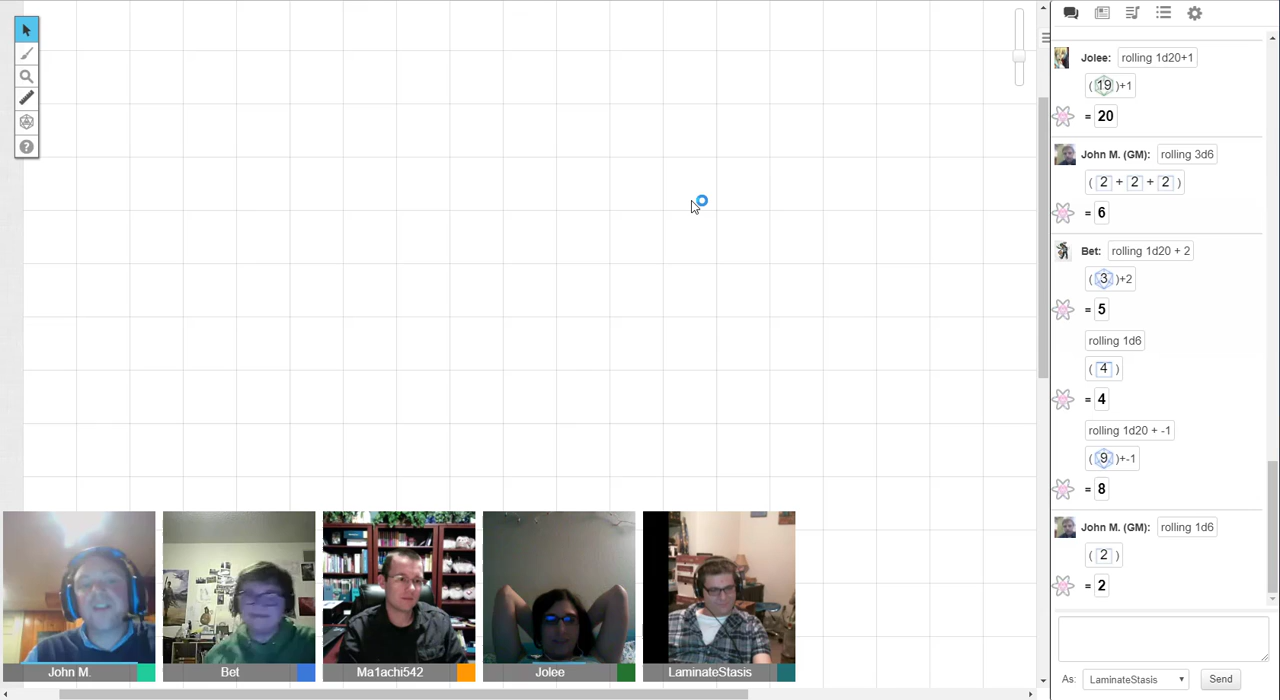 Jolee: rolling 1d20+1
( 19 )+1
= 20
John M. (GM): rolling 3d6
( 2 + 2 + 2 )
= 6
Bet: rolling 1d20 + 2
( 3 )+2
= 5
rolling 1d6
( 4 )
= 4
rolling 1d20 + -1
( 9 )+-1
= 8
John M. (GM): rolling 1d6
( 2 )
= 2
As: LaminateStasis Send
John M. Bet Ma1achi542 Jolee LaminateStasis